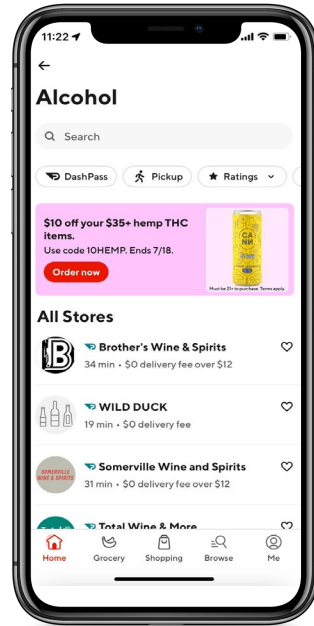 11:22
Alcohol
Search
DashPass
Pickup
Ratings
$10 off your $35+ hemp THC
items.
Use code 10HEMP. Ends 7/18.
Order now
CA
NN
Must be 21+ to purchase. Terms apply.
All Stores
B
Brother's Wine & Spirits
34 min • $0 delivery fee over $12
WILD DUCK
19 min • $0 delivery fee
SOMERVILLE
WINE & SPIRITS
Somerville Wine and Spirits
31 min • $0 delivery fee over $12
Total Wine & More
Home
Grocery
Shopping
Browse
Me